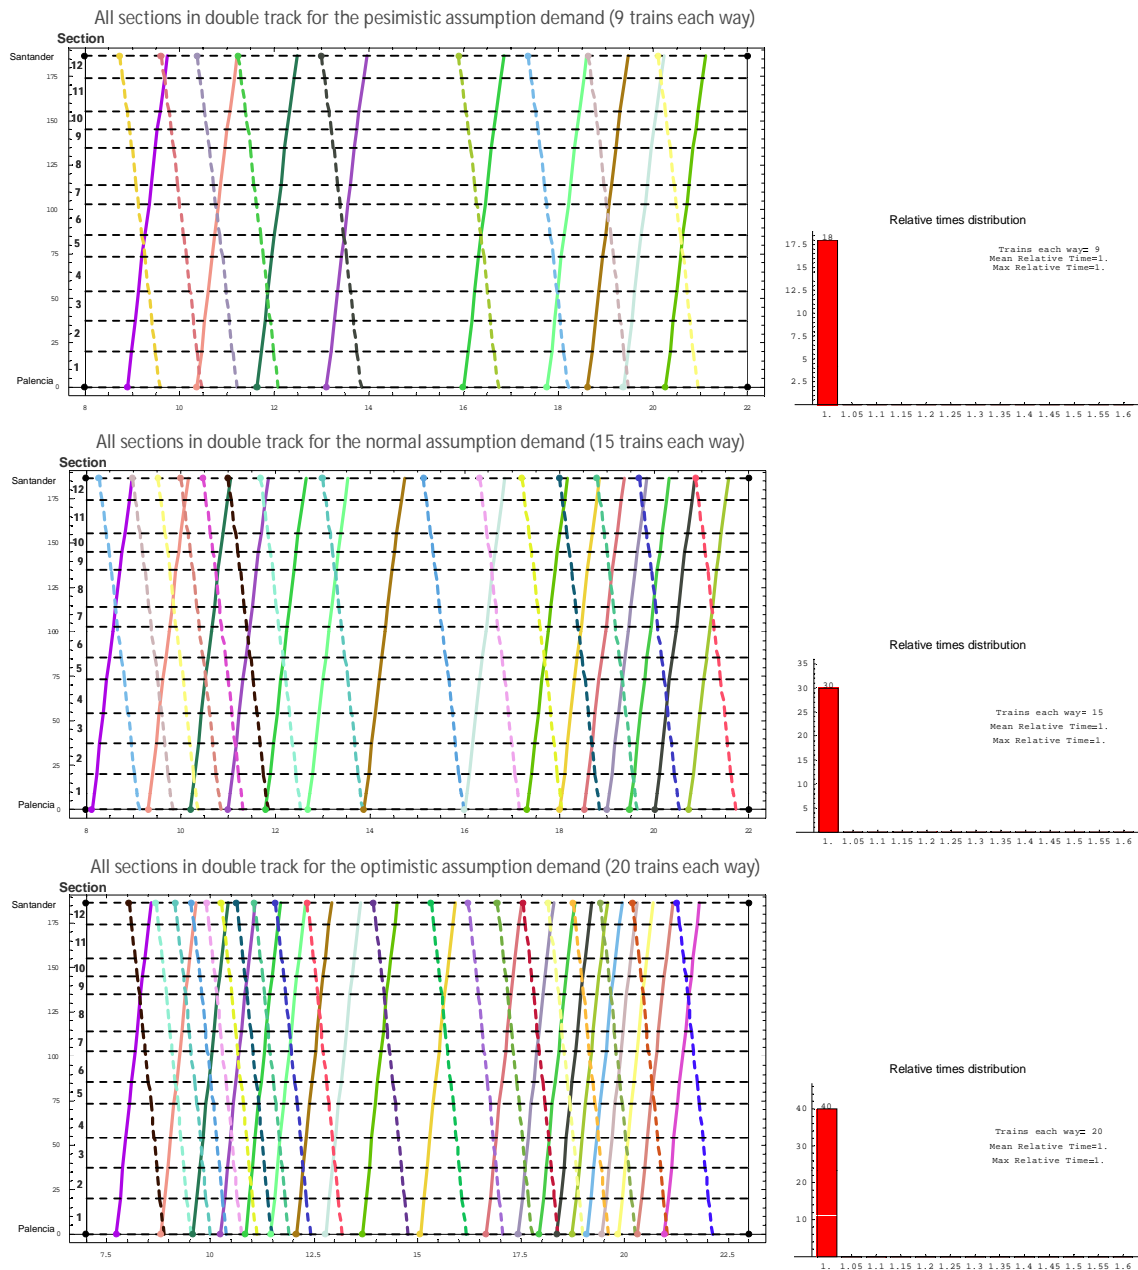 All sections in double track for the pesimistic assumption demand (9 trains each way)
Section
Santander
12
175
11
150
10
9
125
8
7
100
6
5
75
4
50
3
2
25
1
Palencia
0
8 10 12 14 16 18 20 22
Relative times distribution
18
17.5
15
12.5
10
7.5
5
2.5
Trains each way= 9
Mean Relative Time=1.
Max Relative Time=1.
1. 1.05 1.1 1.15 1.2 1.25 1.3 1.35 1.4 1.45 1.5 1.55 1.6
All sections in double track for the normal assumption demand (15 trains each way)
Section
Santander
12
175
11
150
10
9
125
8
7
100
6
5
75
4
50
3
2
25
1
Palencia
0
8 10 12 14 16 18 20 22
Relative times distribution
35
30
30
25
20
15
10
5
Trains each way= 15
Mean Relative Time=1.
Max Relative Time=1.
1. 1.05 1.1 1.15 1.2 1.25 1.3 1.35 1.4 1.45 1.5 1.55 1.6
All sections in double track for the optimistic assumption demand (20 trains each way)
Section
Santander
12
175
11
150
10
9
125
8
7
100
6
5
75
4
50
3
2
25
1
Palencia
0
7.5 10 12.5 15 17.5 20 22.5
Relative times distribution
40
40
30
20
10
Trains each way= 20
Mean Relative Time=1.
Max Relative Time=1.
1. 1.05 1.1 1.15 1.2 1.25 1.3 1.35 1.4 1.45 1.5 1.55 1.6